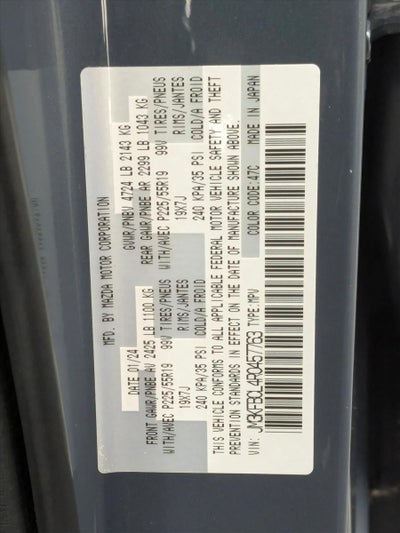 MFD. BY MAZDA MOTOR CORPORATION
DATE 01/24 GVWR/PNBV 4724 LB 2143 KG
FRONT GAWR/PNBE AV 2425 LB 1100 KG REAR GAWR/PNBE AR 2299 LB 1043 KG
WITH/AVEC P225/55R19 99V TIRES/PNEUS WITH/AVEC P225/55R19 99V TIRES/PNEUS
19X7J RIMS/JANTES 19X7J RIMS/JANTES
240 KPA/35 PSI COLD/A FROID 240 KPA/35 PSI COLD/A FROID
THIS VEHICLE CONFORMS TO ALL APPLICABLE FEDERAL MOTOR VEHICLE SAFETY AND THEFT
PREVENTION STANDARDS IN EFFECT ON THE DATE OF MANUFACTURE SHOWN ABOVE.
VIN: JM3KFBCL4R0457763 TYPE:MPV COLOR CODE:47C MADE IN JAPAN